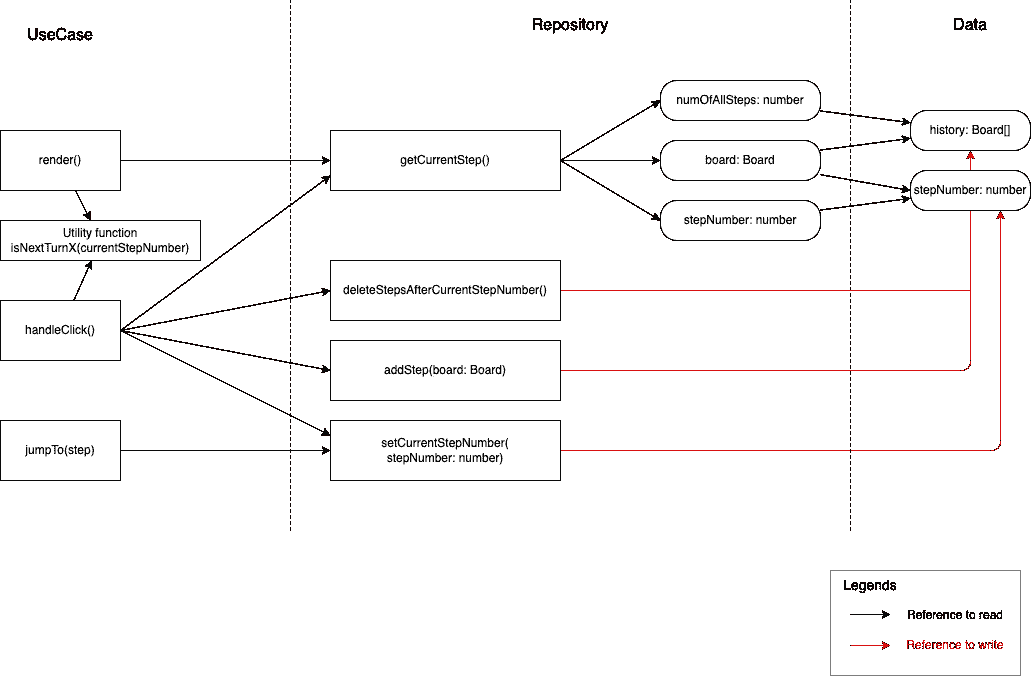 UseCase
Repository
Data
render()
Utility function
isNextTurnX(currentStepNumber)
handleClick()
jumpTo(step)
getCurrentStep()
deleteStepsAfterCurrentStepNumber()
addStep(board: Board)
setCurrentStepNumber(
stepNumber: number)
numOfAllSteps: number
board: Board
stepNumber: number
history: Board[]
stepNumber: number
Legends
Reference to read
Reference to write